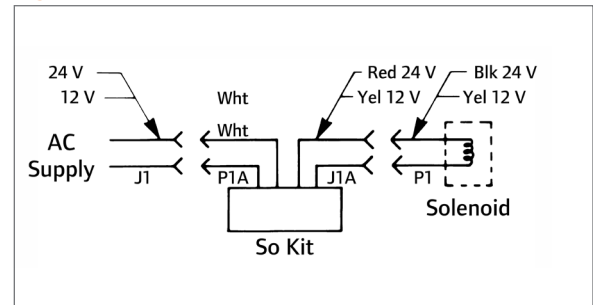 24 V
12 V
Wht
Wht
Red 24 V
Yel 12 V
Blk 24 V
Yel 12 V
AC
Supply
J1
P1A
J1A
P1
Solenoid
So Kit